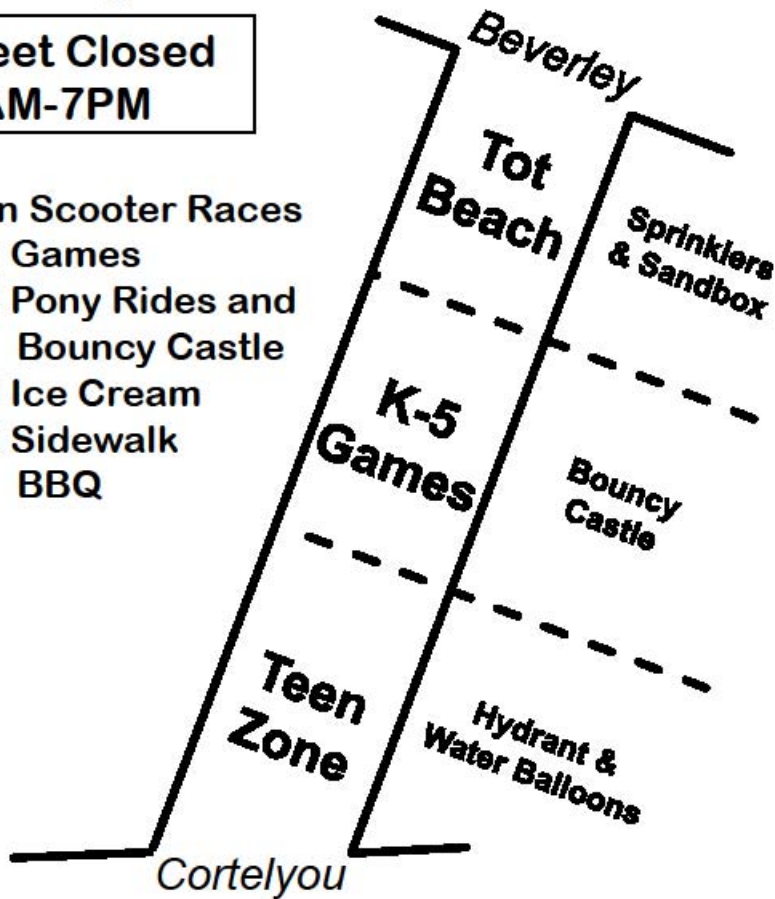 eet Closed
AM-7PM
n Scooter Races
Games
Pony Rides and
Bouncy Castle
Ice Cream
Sidewalk
BBQ
Beverley
Tot
Beach
Sprinklers
& Sandbox
K-5
Games
Bouncy
Castle
Teen
Zone
Hydrant &
Water Balloons
Cortelyou